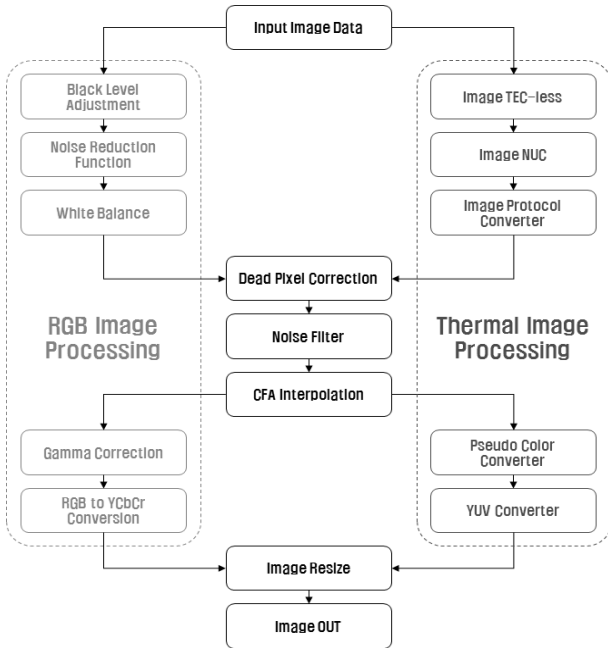 Input Image Data
Black Level
Adjustment
Image TEC-less
Noise Reduction
Function
Image NUC
White Balance
Image Protocol
Converter
Dead Pixel Correction
RGB Image
Processing
Noise Filter
Thermal Image
Processing
CFA Interpolation
Gamma Correction
Pseudo Color
Converter
RGB to YCbCr
Conversion
YUV Converter
Image Resize
Image OUT